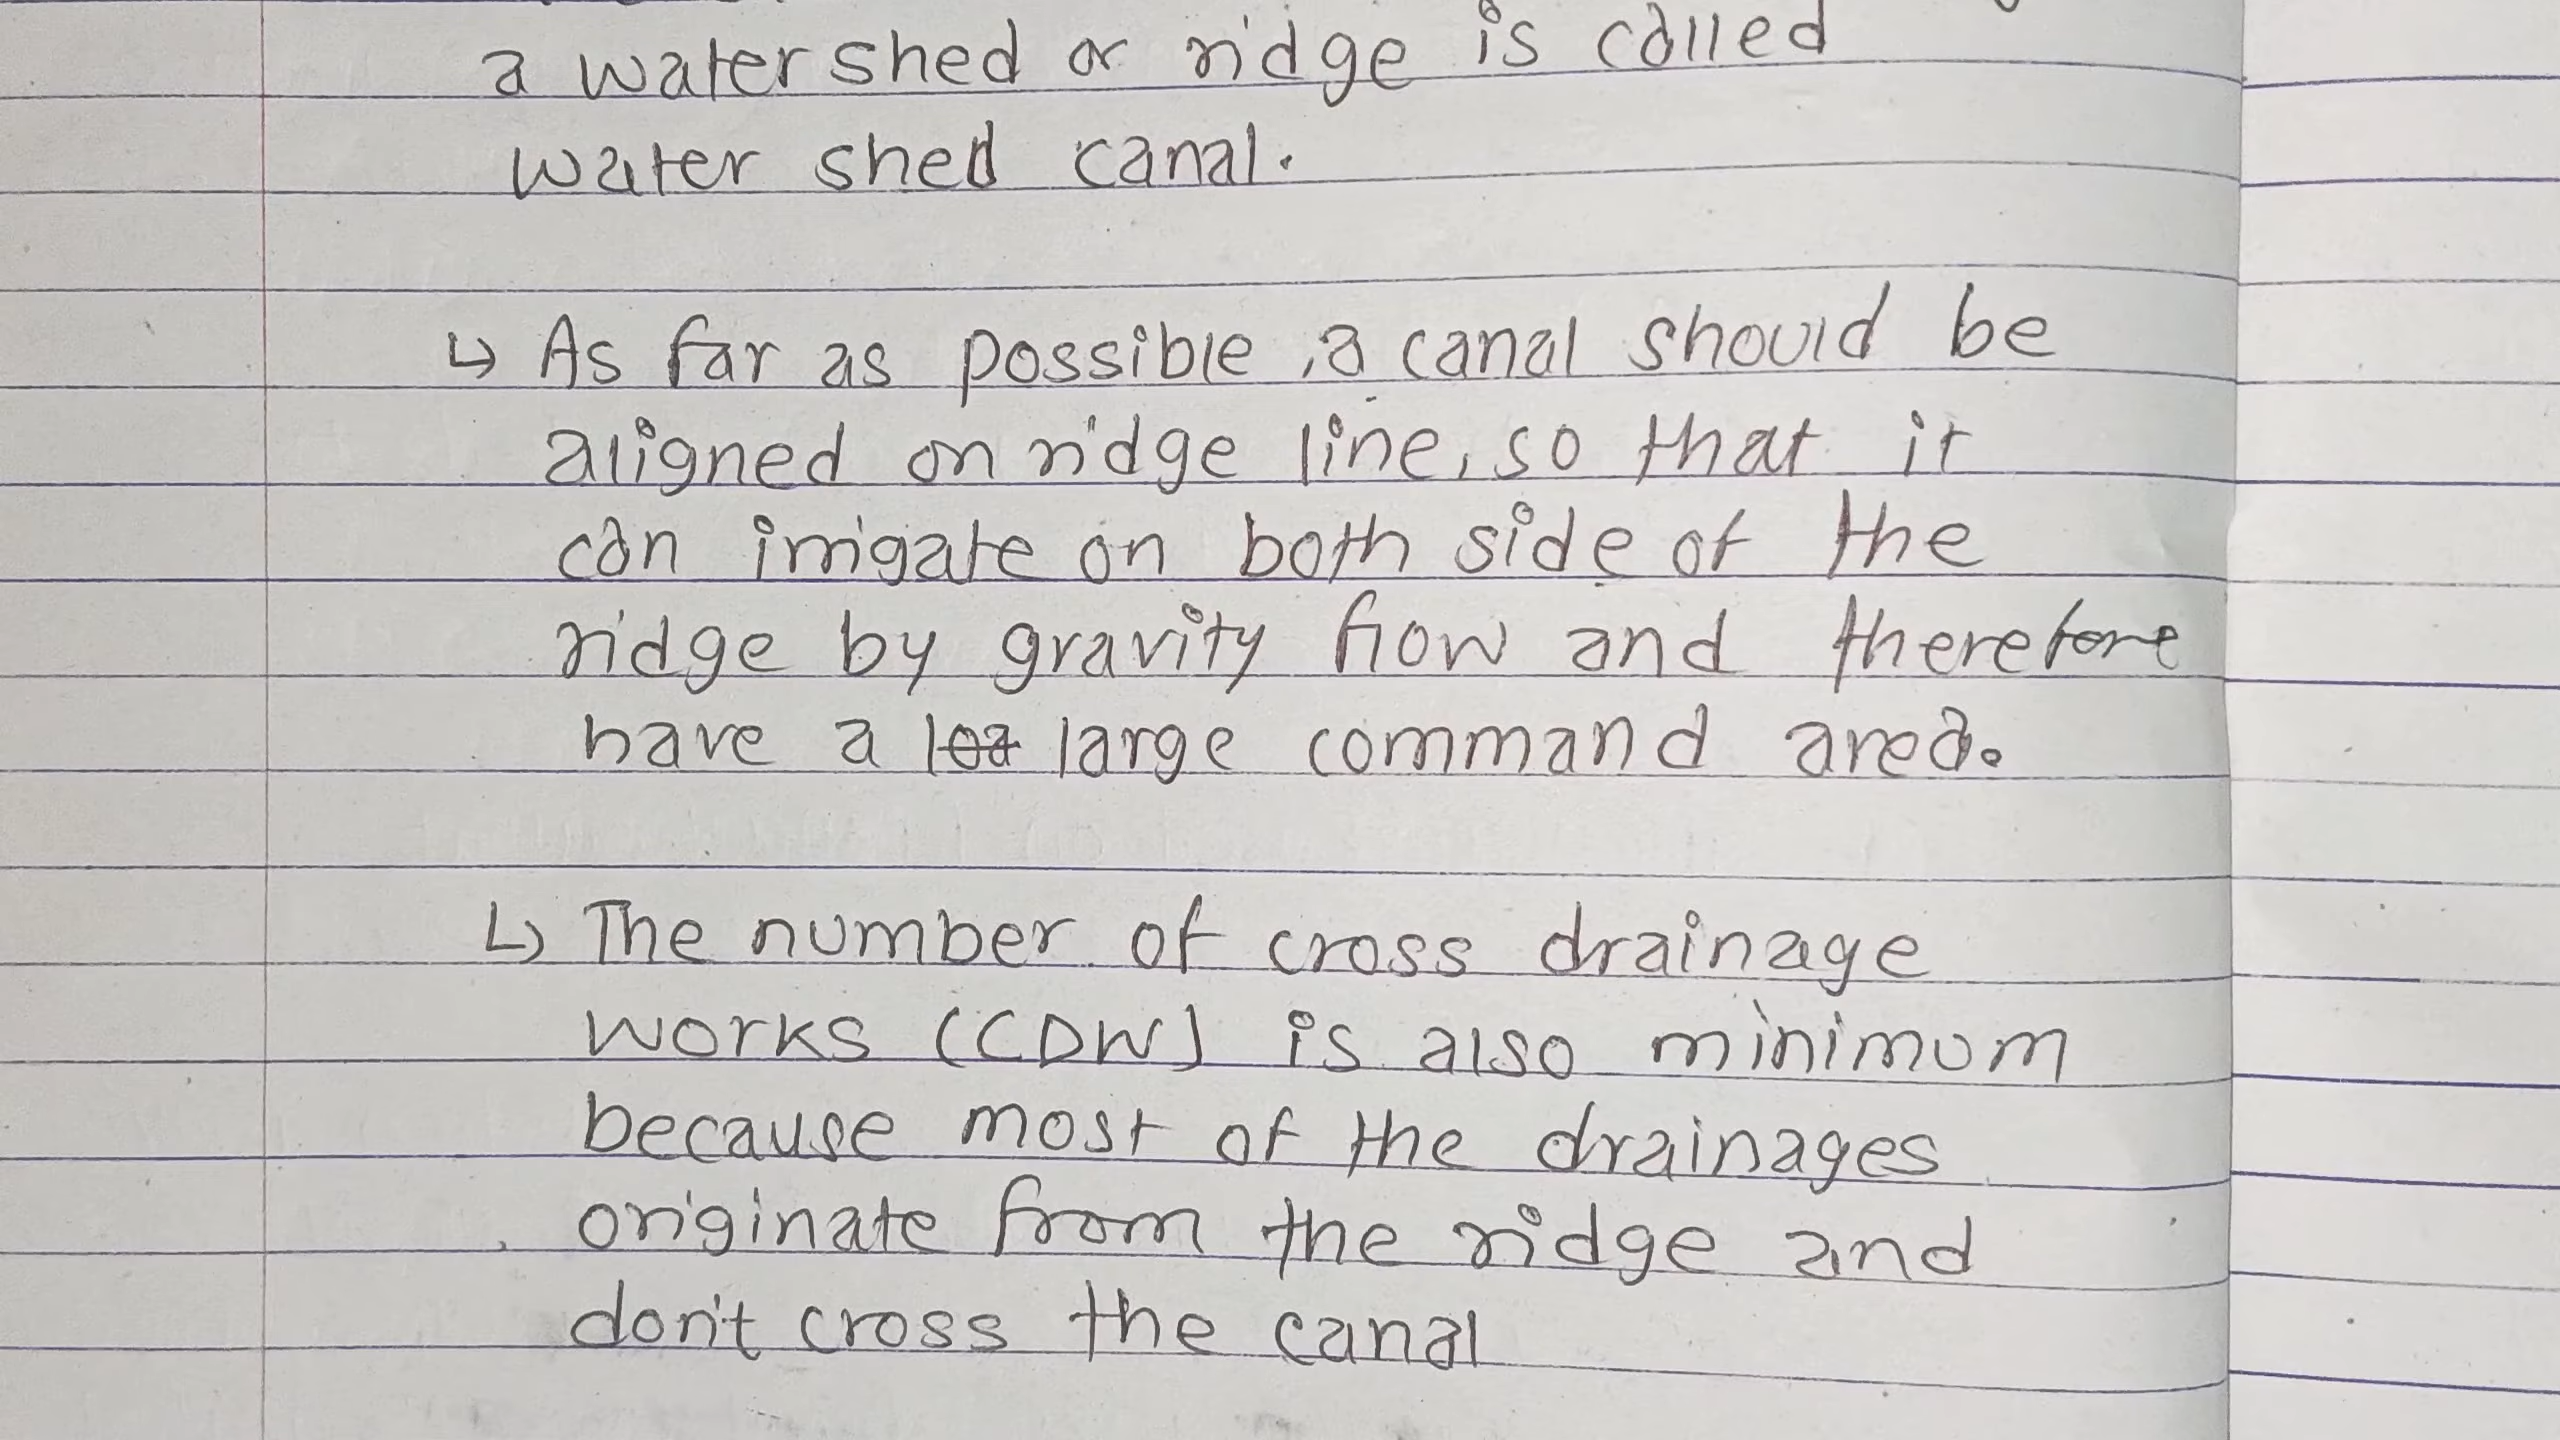 a water shed or ridge is called
water shed canal.
↳ As far as possible, a canal should be
aligned on ridge line, so that it
can irrigate on both side of the
ridge by gravity flow and therefore
have a large command area.
↳ The number of cross drainage
works (CDW) is also minimum
because most of the drainages
originate from the ridge and
don't cross the canal